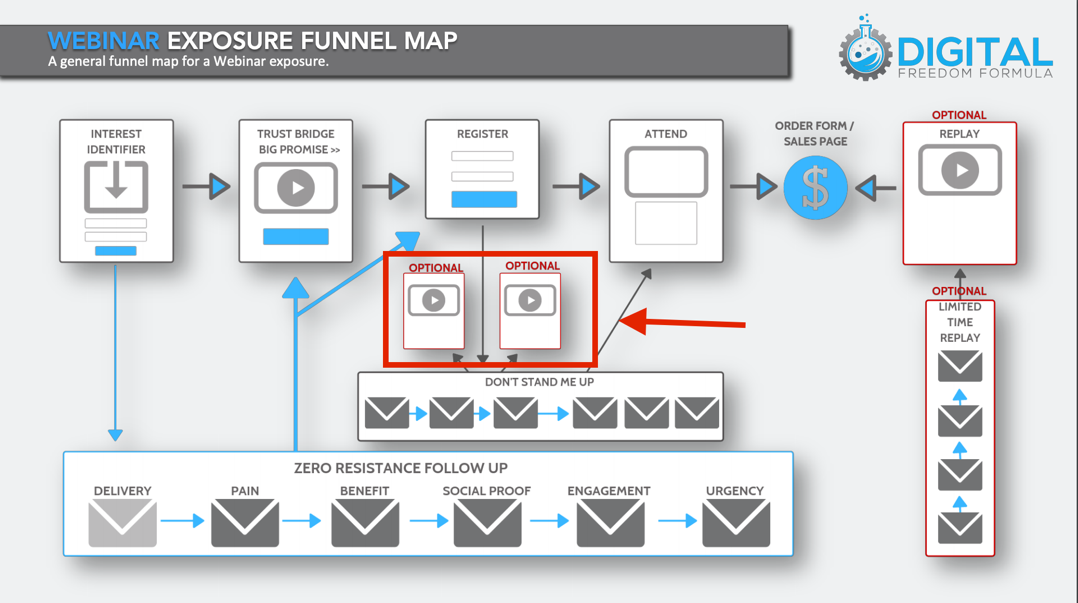 WEBINAR EXPOSURE FUNNEL MAP
A general funnel map for a Webinar exposure.
DIGITAL
FREEDOM FORMULA
INTEREST
IDENTIFIER
TRUST BRIDGE
BIG PROMISE >>
REGISTER
ATTEND
ORDER FORM /
SALES PAGE
$
OPTIONAL
REPLAY
OPTIONAL
OPTIONAL
OPTIONAL
LIMITED
TIME
REPLAY
DON'T STAND ME UP
ZERO RESISTANCE FOLLOW UP
DELIVERY
PAIN
BENEFIT
SOCIAL PROOF
ENGAGEMENT
URGENCY